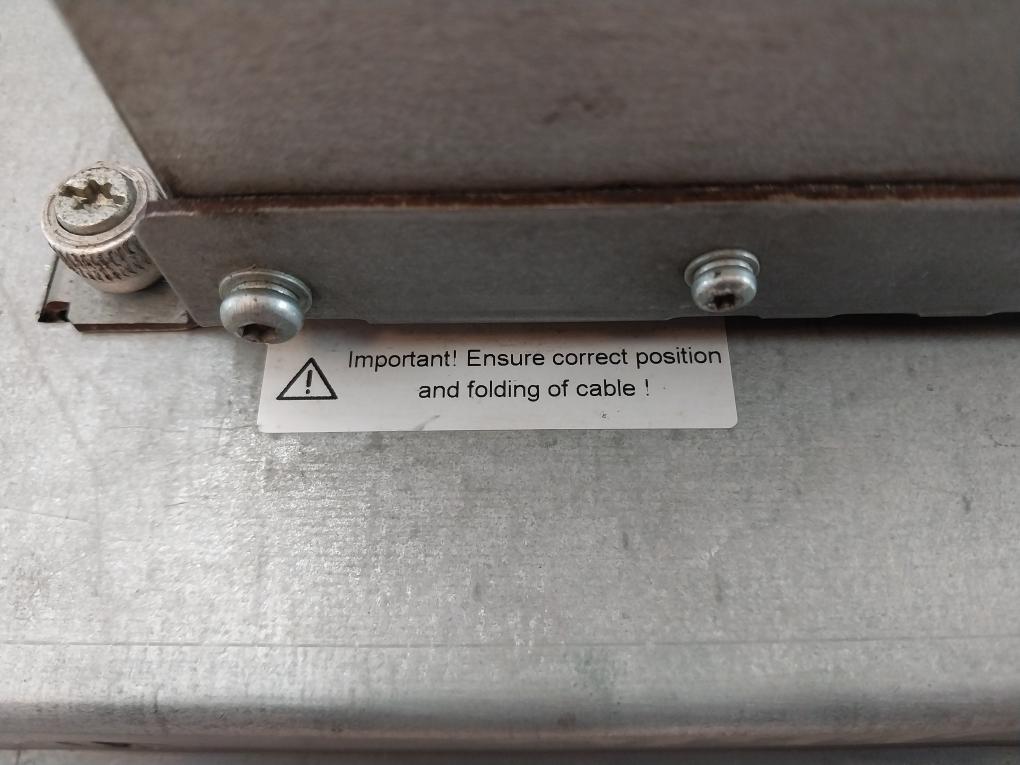 Important! Ensure correct position
and folding of cable !